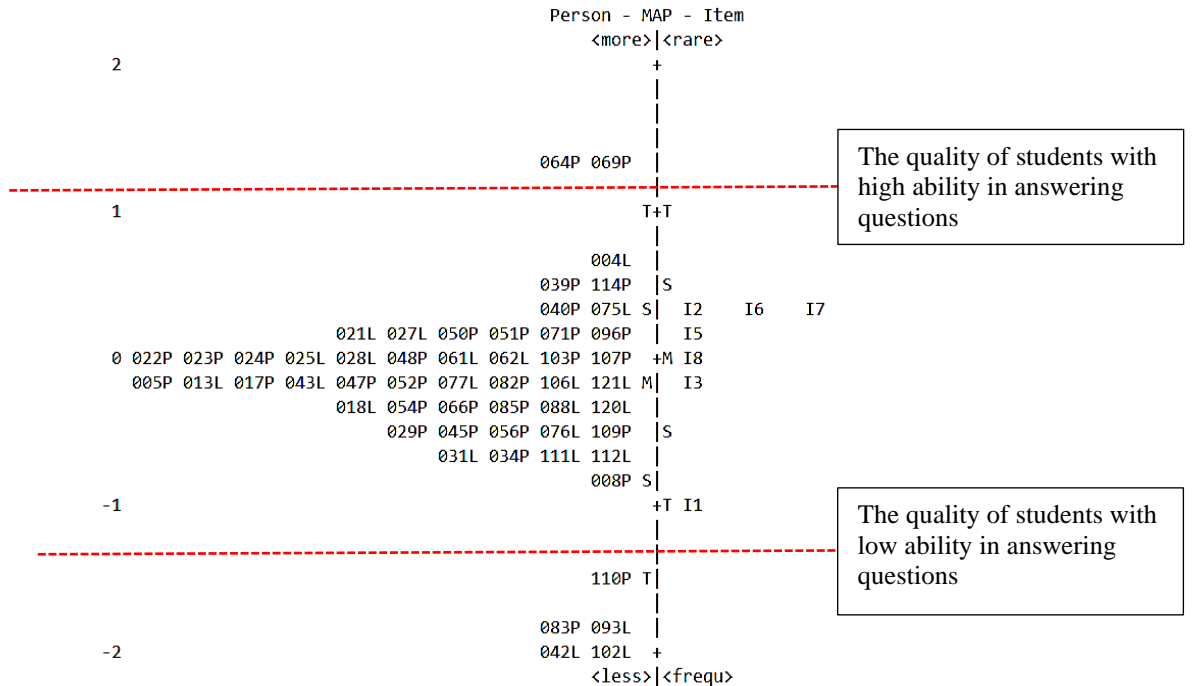 Person - MAP - Item
<more>|<rare>
2 +
|
|
|
064P 069P |
The quality of students with
high ability in answering
questions
|
1 T+T
|
004L |
039P 114P |S
040P 075L S| I2 I6 I7
021L 027L 050P 051P 071P 096P | I5
0 022P 023P 024P 025L 028L 048P 061L 062L 103P 107P +M I8
005P 013L 017P 043L 047P 052P 077L 082P 106L 121L M| I3
018L 054P 066P 085P 088L 120L |
029P 045P 056P 076L 109P |S
031L 034P 111L 112L |
008P S|
-1 +T I1
The quality of students with
low ability in answering
questions
|
|
110P T|
|
083P 093L |
-2 042L 102L +
<less>|<frequ>